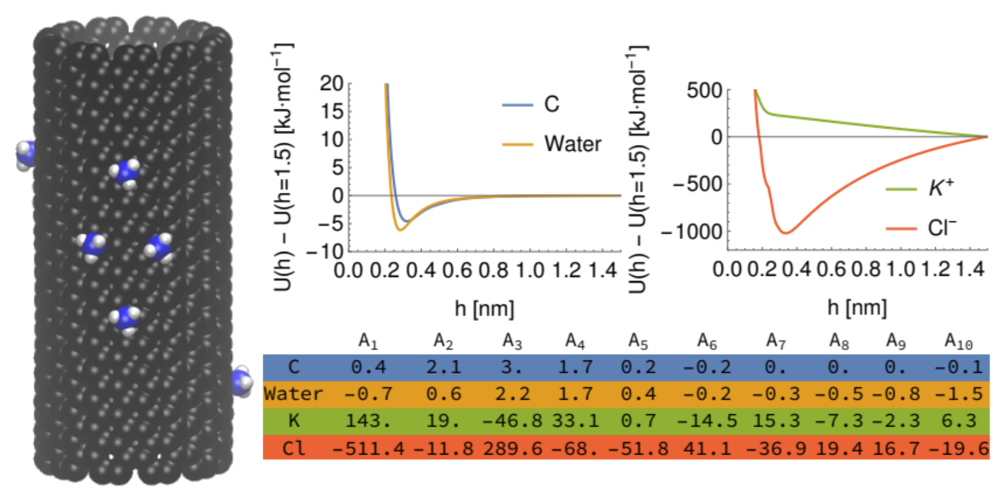 U(h) − U(h=1.5) [kJ·mol⁻¹]
20
15
10
5
0
−5
−10
C
Water
0.0 0.2 0.4 0.6 0.8 1.0 1.2 1.4
h [nm]
U(h) − U(h=1.5) [kJ·mol⁻¹]
500
0
−500
−1000
K⁺
Cl⁻
0.0 0.2 0.4 0.6 0.8 1.0 1.2 1.4
h [nm]
A₁ A₂ A₃ A₄ A₅ A₆ A₇ A₈ A₉ A₁₀
C 0.4 2.1 3. 1.7 0.2 −0.2 0. 0. 0. −0.1
Water −0.7 0.6 2.2 1.7 0.4 −0.2 −0.3 −0.5 −0.8 −1.5
K 143. 19. −46.8 33.1 0.7 −14.5 15.3 −7.3 −2.3 6.3
Cl −511.4 −11.8 289.6 −68. −51.8 41.1 −36.9 19.4 16.7 −19.6